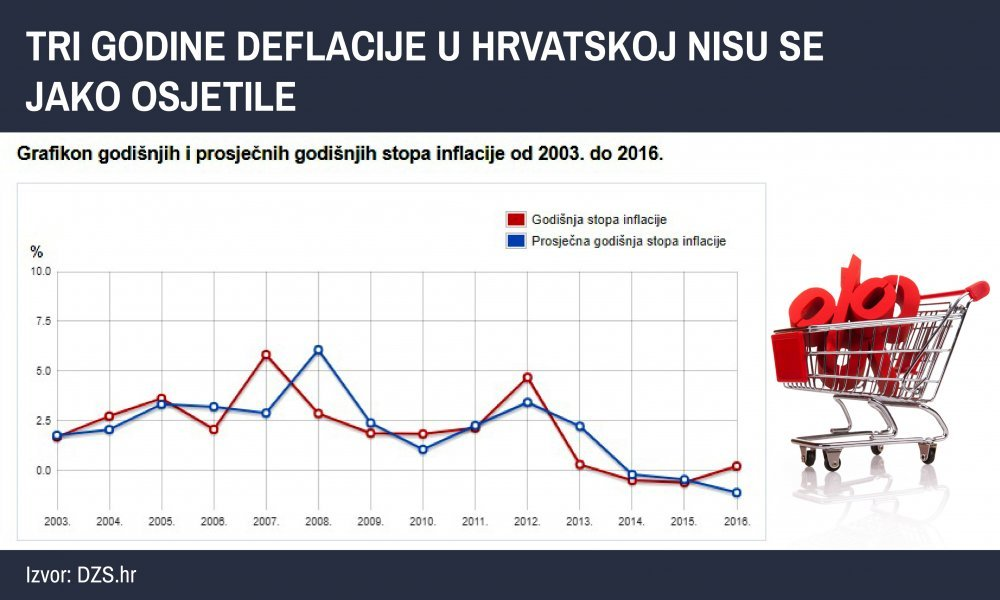 TRI GODINE DEFLACIJE U HRVATSKOJ NISU SE
JAKO OSJETILE
Grafikon godišnjih i prosječnih godišnjih stopa inflacije od 2003. do 2016.
Godišnja stopa inflacije
Prosječna godišnja stopa inflacije
%
10.0
7.5
5.0
2.5
0.0
2003. 2004. 2005. 2006. 2007. 2008. 2009. 2010. 2011. 2012. 2013. 2014. 2015. 2016.
Izvor: DZS.hr